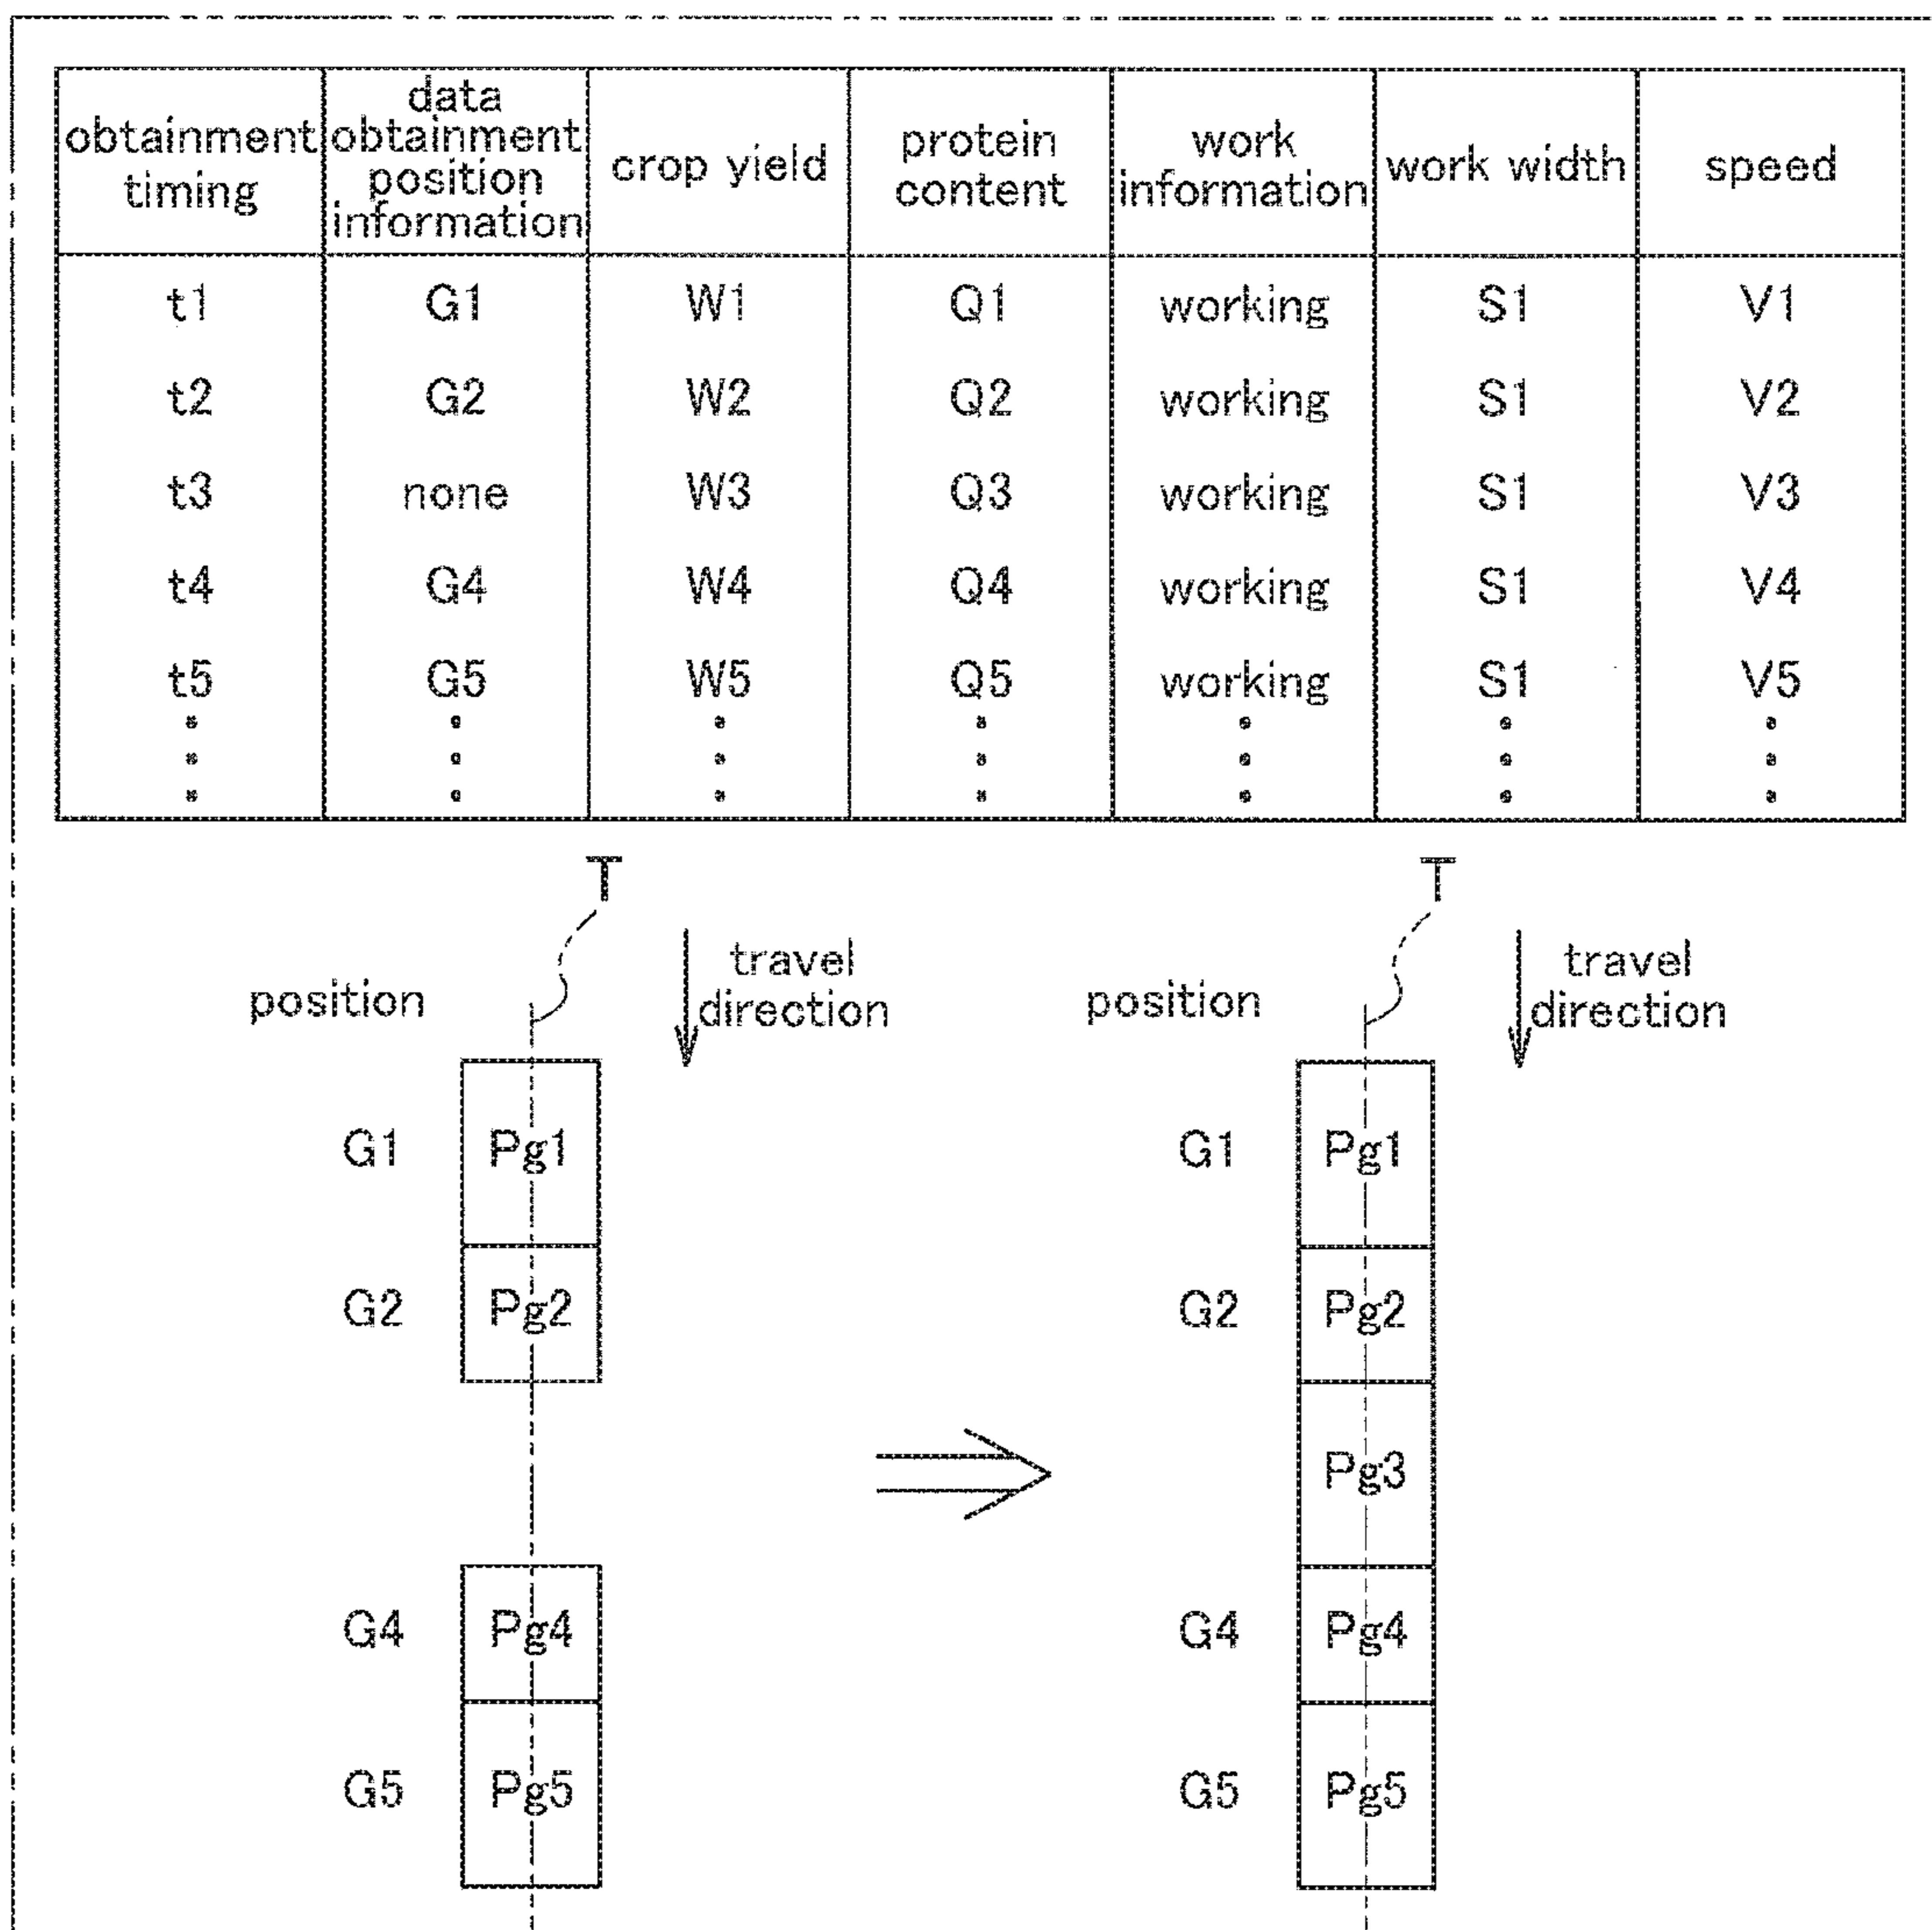 obtainment timing
data obtainment position information
crop yield
protein content
work information
work width
speed
t1 G1 W1 Q1 working S1 V1
t2 G2 W2 Q2 working S1 V2
t3 none W3 Q3 working S1 V3
t4 G4 W4 Q4 working S1 V4
t5 G5 W5 Q5 working S1 V5
T
travel
direction
position
G1 Pg1
G2 Pg2
G4 Pg4
G5 Pg5
T
travel
direction
position
G1 Pg1
G2 Pg2
Pg3
G4 Pg4
G5 Pg5